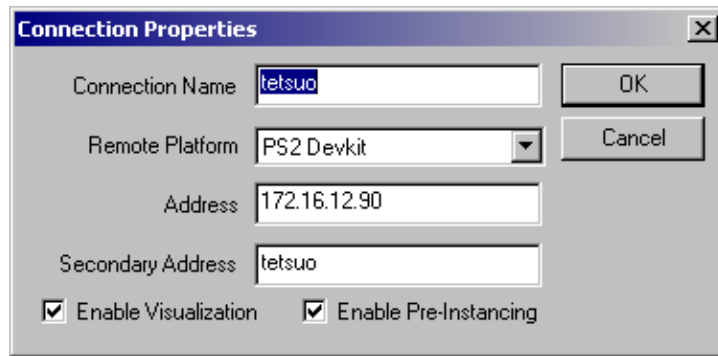 Connection Properties
Connection Name tetsuo OK
Remote Platform PS2 Devkit Cancel
Address 172.16.12.90
Secondary Address tetsuo
Enable Visualization Enable Pre-Instancing